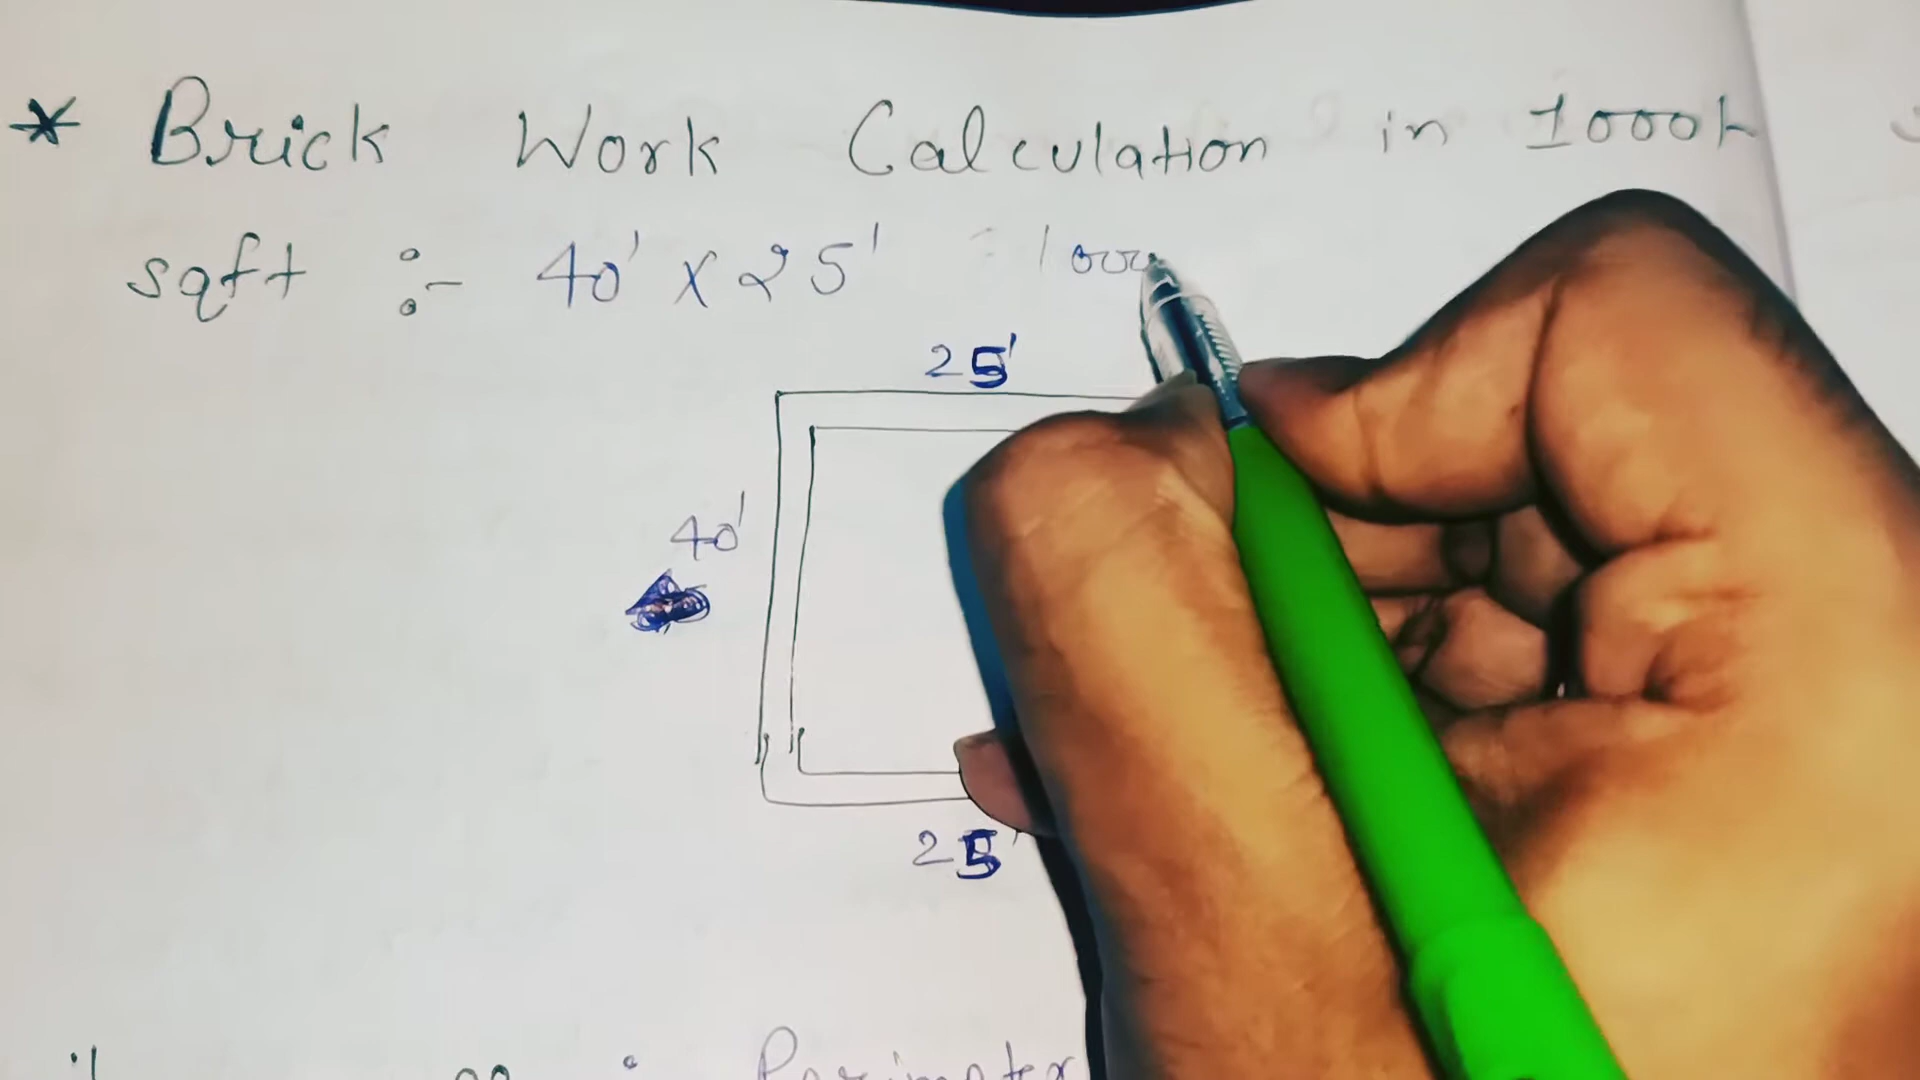 * Brick Work Calculation in 1000
sqft :- 40' x 25' = 1000
25'
40'
25'
: Perimeter